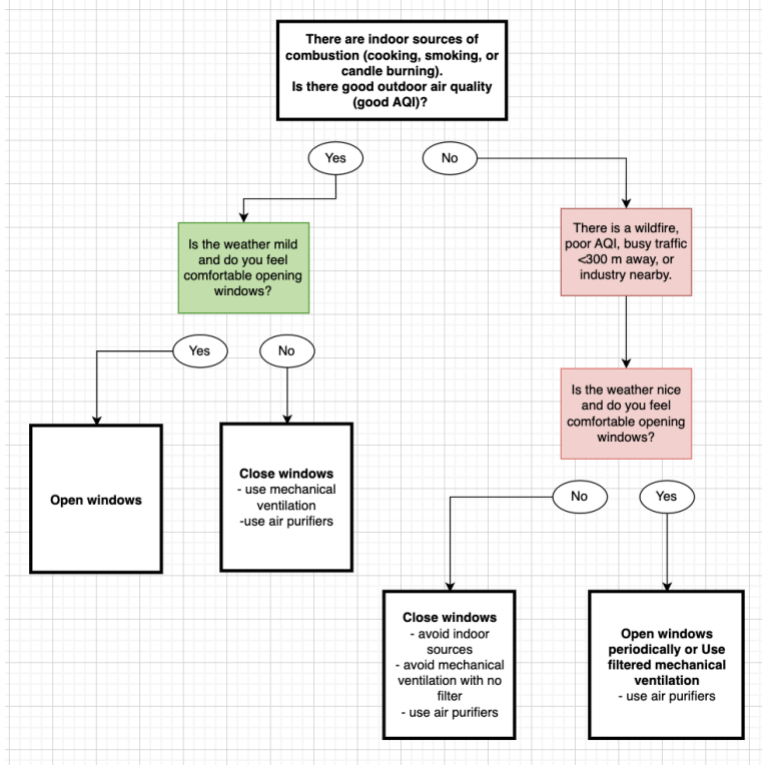 There are indoor sources of
combustion (cooking, smoking, or
candle burning).
Is there good outdoor air quality
(good AQI)?
Yes
No
Is the weather mild
and do you feel
comfortable opening
windows?
There is a wildfire,
poor AQI, busy traffic
<300 m away, or
industry nearby.
Yes
No
Is the weather nice
and do you feel
comfortable opening
windows?
Open windows
Close windows
- use mechanical
ventilation
-use air purifiers
No
Yes
Close windows
- avoid indoor
sources
- avoid mechanical
ventilation with no
filter
- use air purifiers
Open windows
periodically or Use
filtered mechanical
ventilation
- use air purifiers